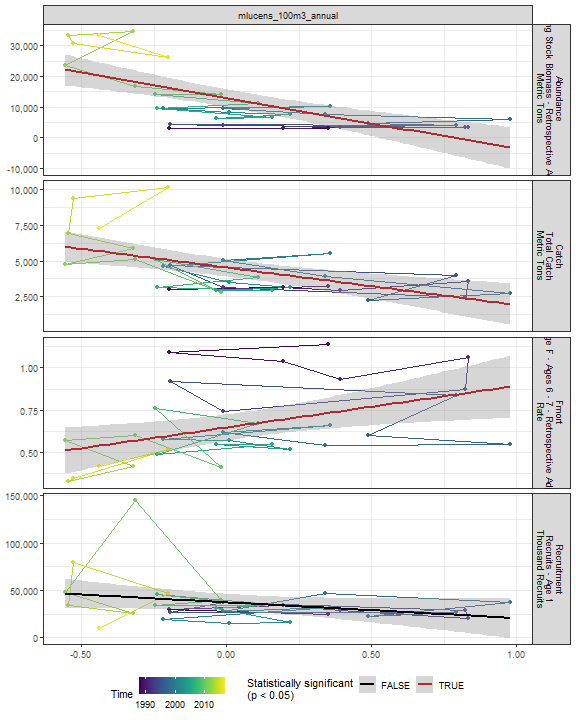 mlucens_100m3_annual
30,000
20,000
10,000
0
-10,000
Abundance
Stock Biomass - Retrospective
Metric Tons
10,000
7,500
5,000
2,500
Catch
Total Catch
Metric Tons
1.00
0.75
0.50
Fmort
F - Ages 6 - 7 - Retrospective
Rate
150,000
100,000
50,000
0
Recruitment
Recruits - Age 1
Thousand Recruits
-0.50 0.00 0.50 1.00
Time
1990 2000 2010
Statistically significant
(p < 0.05)
FALSE TRUE